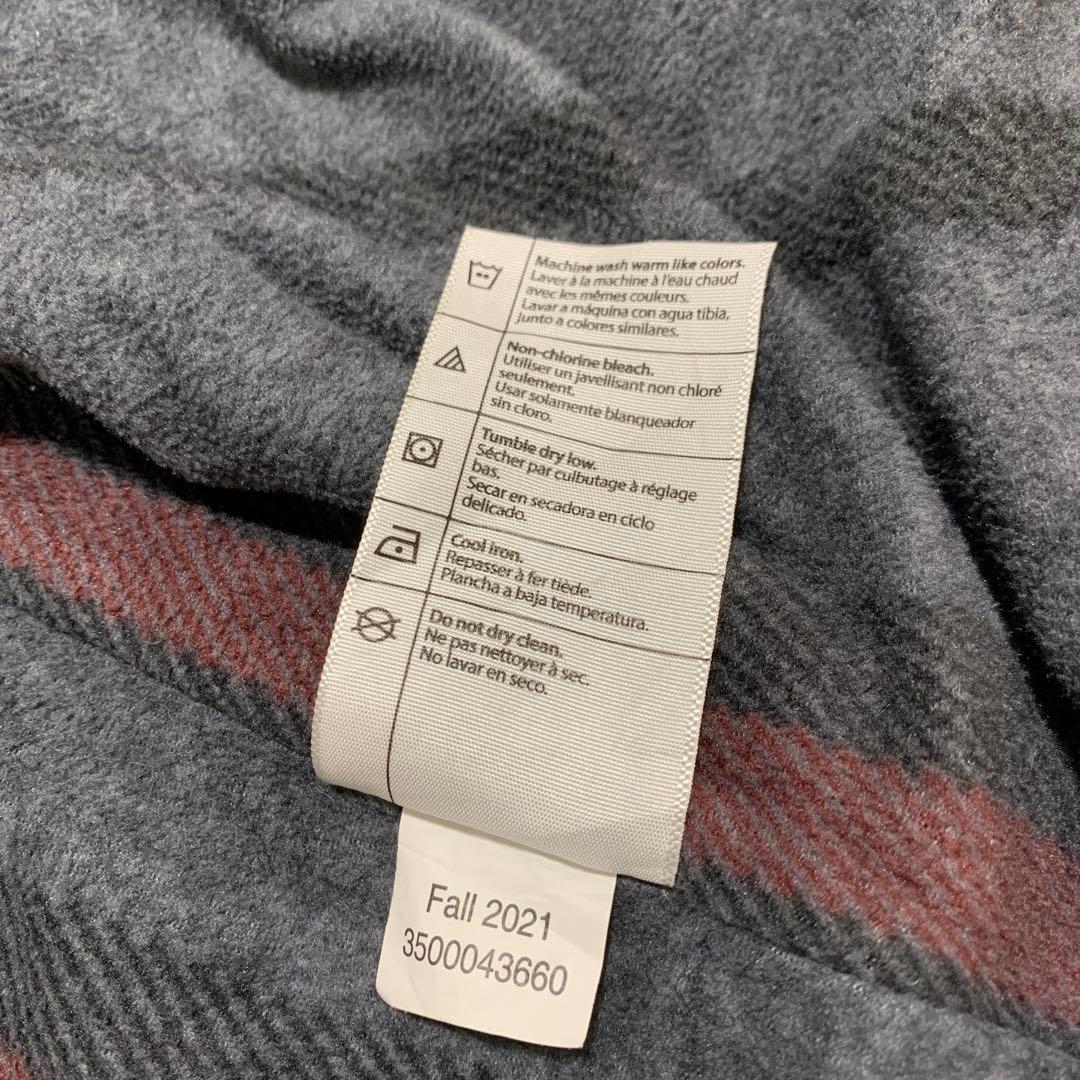 Machine wash warm like colors.
Laver à la machine à l'eau chaud
avec les mêmes couleurs.
Lavar a máquina con agua tibia,
junto a colores similares.
Non-chlorine bleach.
Utiliser un javellisant non chloré
seulement.
Usar solamente blanqueador
sin cloro.
Tumble dry low.
Sécher par culbutage à réglage
bas.
Secar en secadora en ciclo
delicado.
Cool iron.
Repasser à fer tiède.
Plancha a baja temperatura.
Do not dry clean.
Ne pas nettoyer à sec.
No lavar en seco.
Fall 2021
3500043660